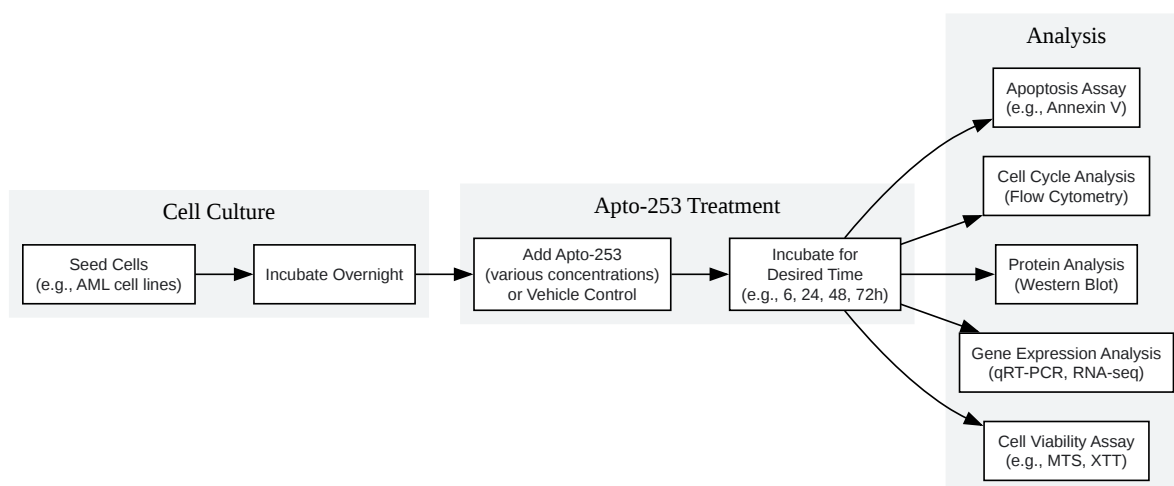 Cell Culture
Seed Cells
(e.g., AML cell lines)
Incubate Overnight
Apto-253 Treatment
Add Apto-253
(various concentrations)
or Vehicle Control
Incubate for
Desired Time
(e.g., 6, 24, 48, 72h)
Analysis
Apoptosis Assay
(e.g., Annexin V)
Cell Cycle Analysis
(Flow Cytometry)
Protein Analysis
(Western Blot)
Gene Expression Analysis
(qRT-PCR, RNA-seq)
Cell Viability Assay
(e.g., MTS, XTT)